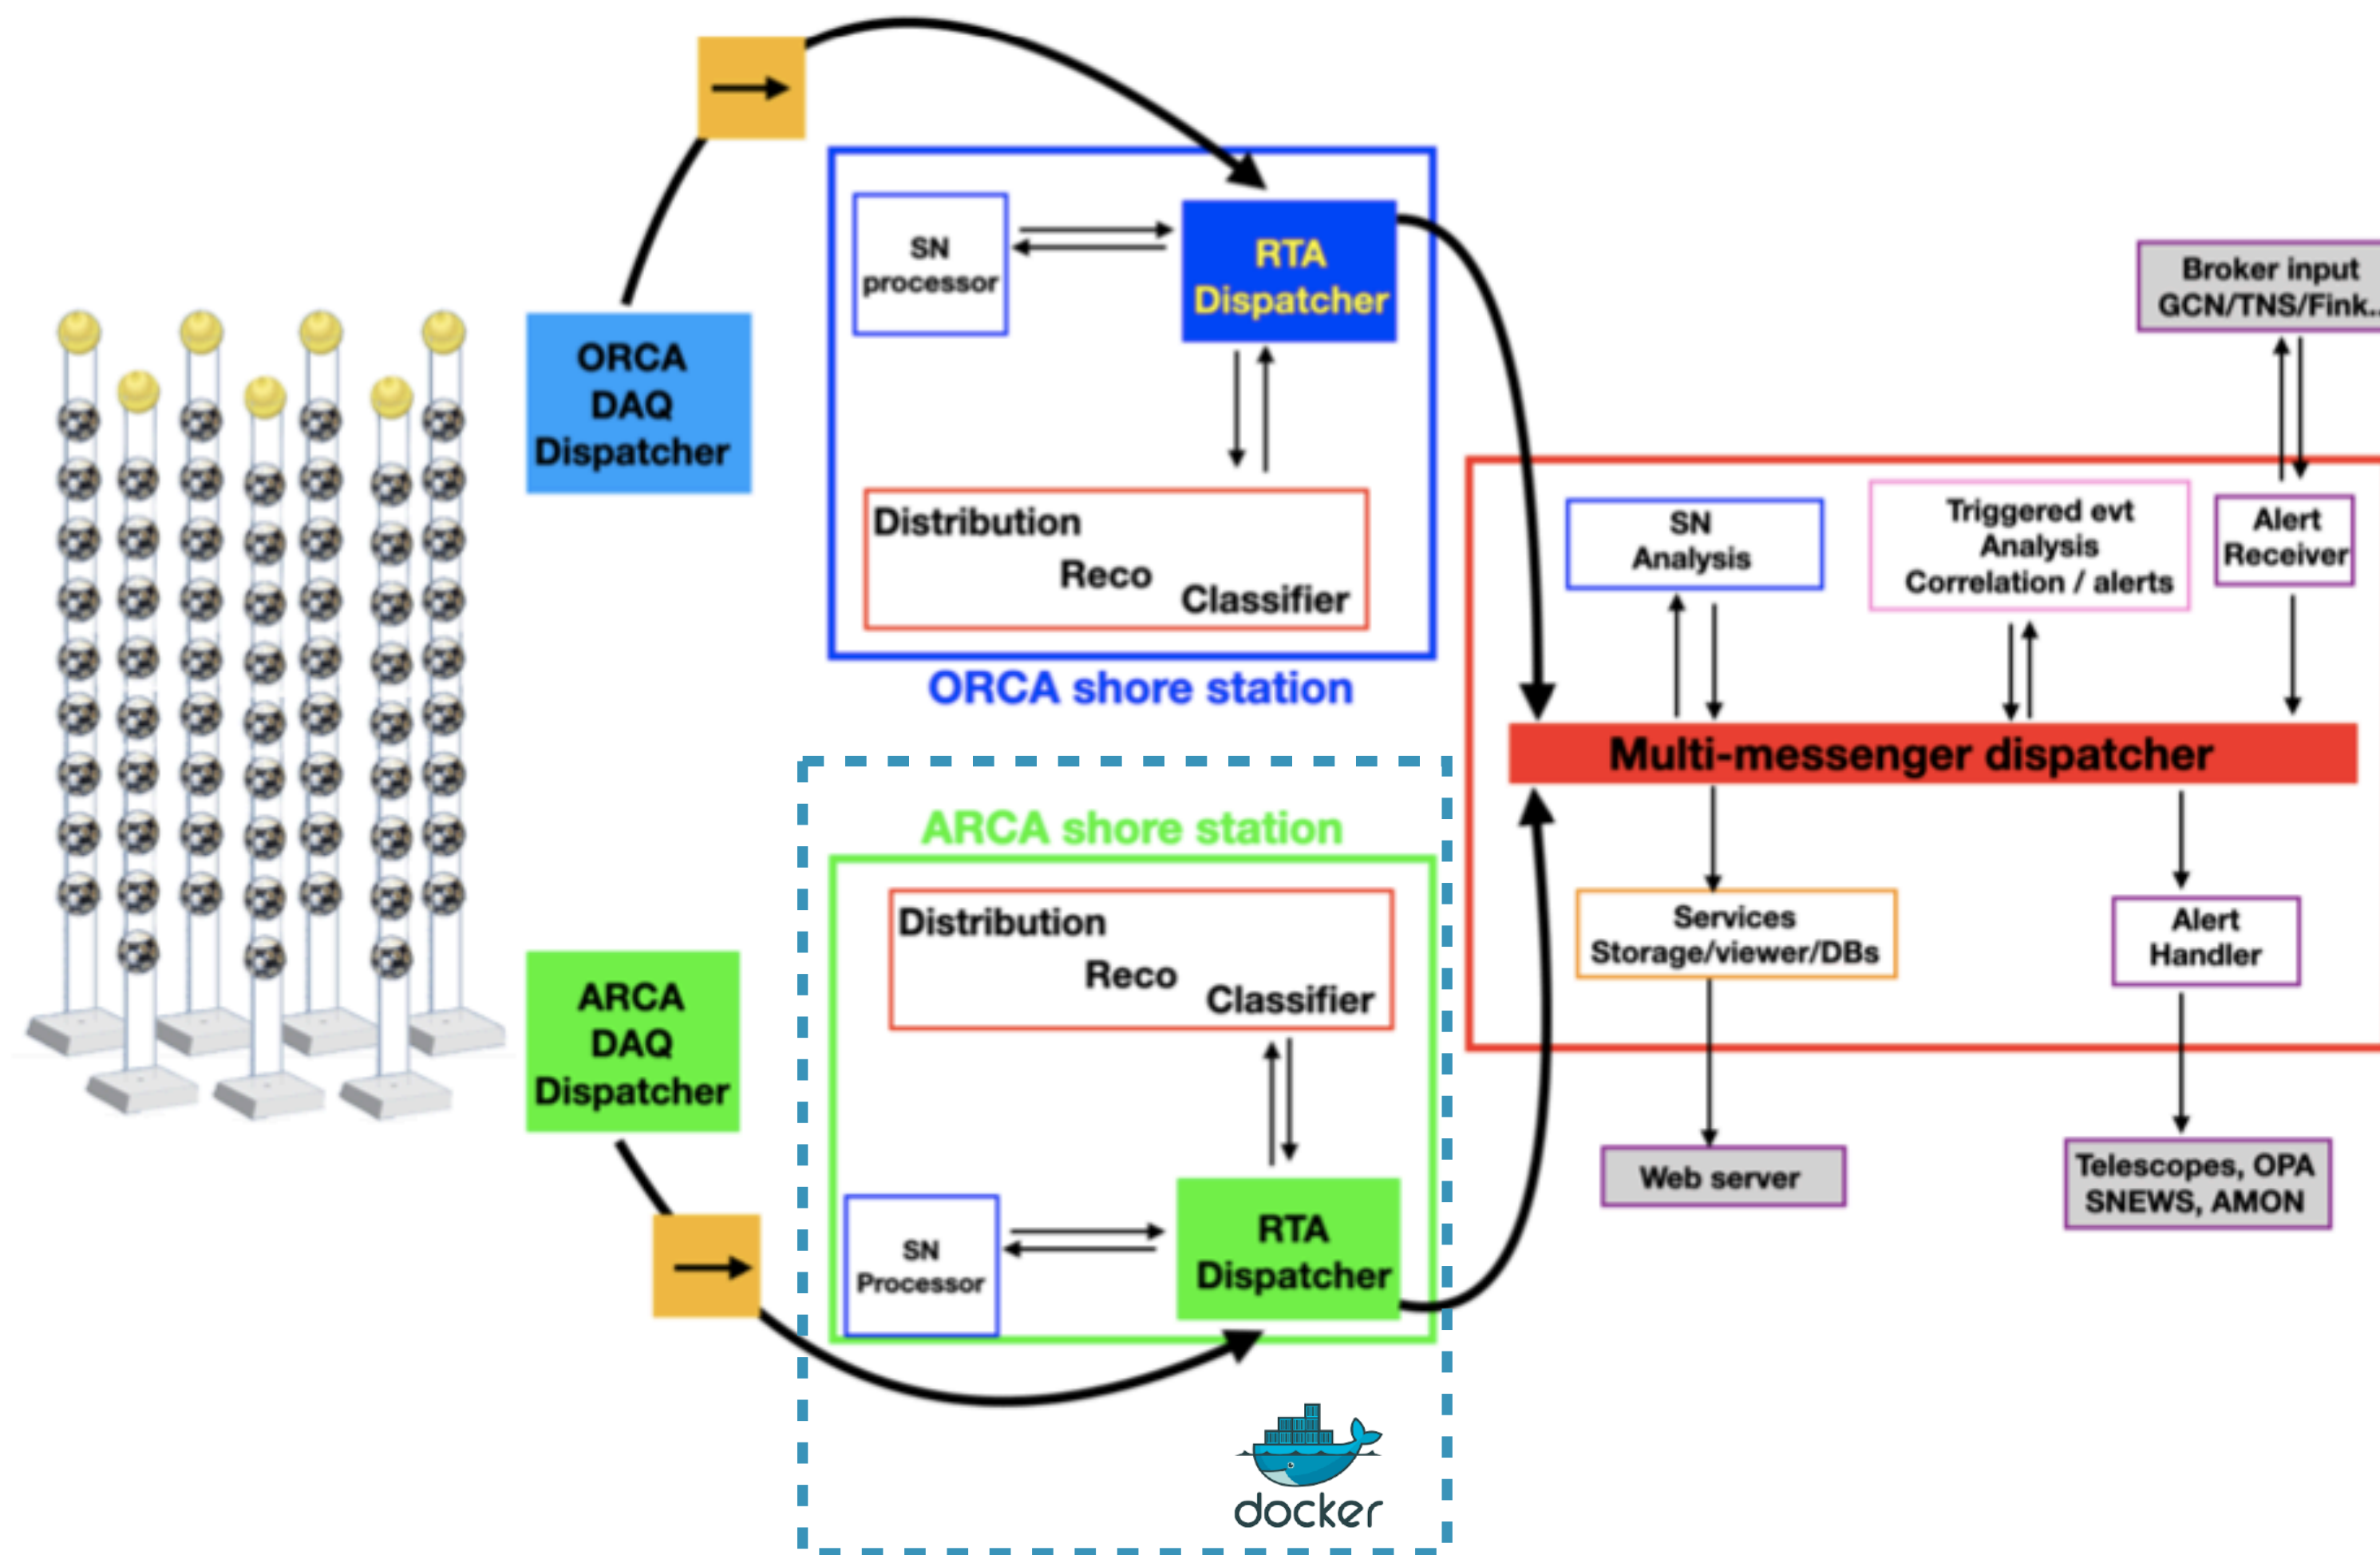 ORCA
DAQ
Dispatcher
SN
processor
RTA
Dispatcher
Distribution
Reco
Classifier
ORCA shore station
ARCA shore station
Distribution
Reco
Classifier
ARCA
DAQ
Dispatcher
SN
Processor
RTA
Dispatcher
docker
Broker input
GCN/TNS/Fink..
SN
Analysis
Triggered evt
Analysis
Correlation / alerts
Alert
Receiver
Multi-messenger dispatcher
Services
Storage/viewer/DBs
Alert
Handler
Web server
Telescopes, OPA
SNEWS, AMON